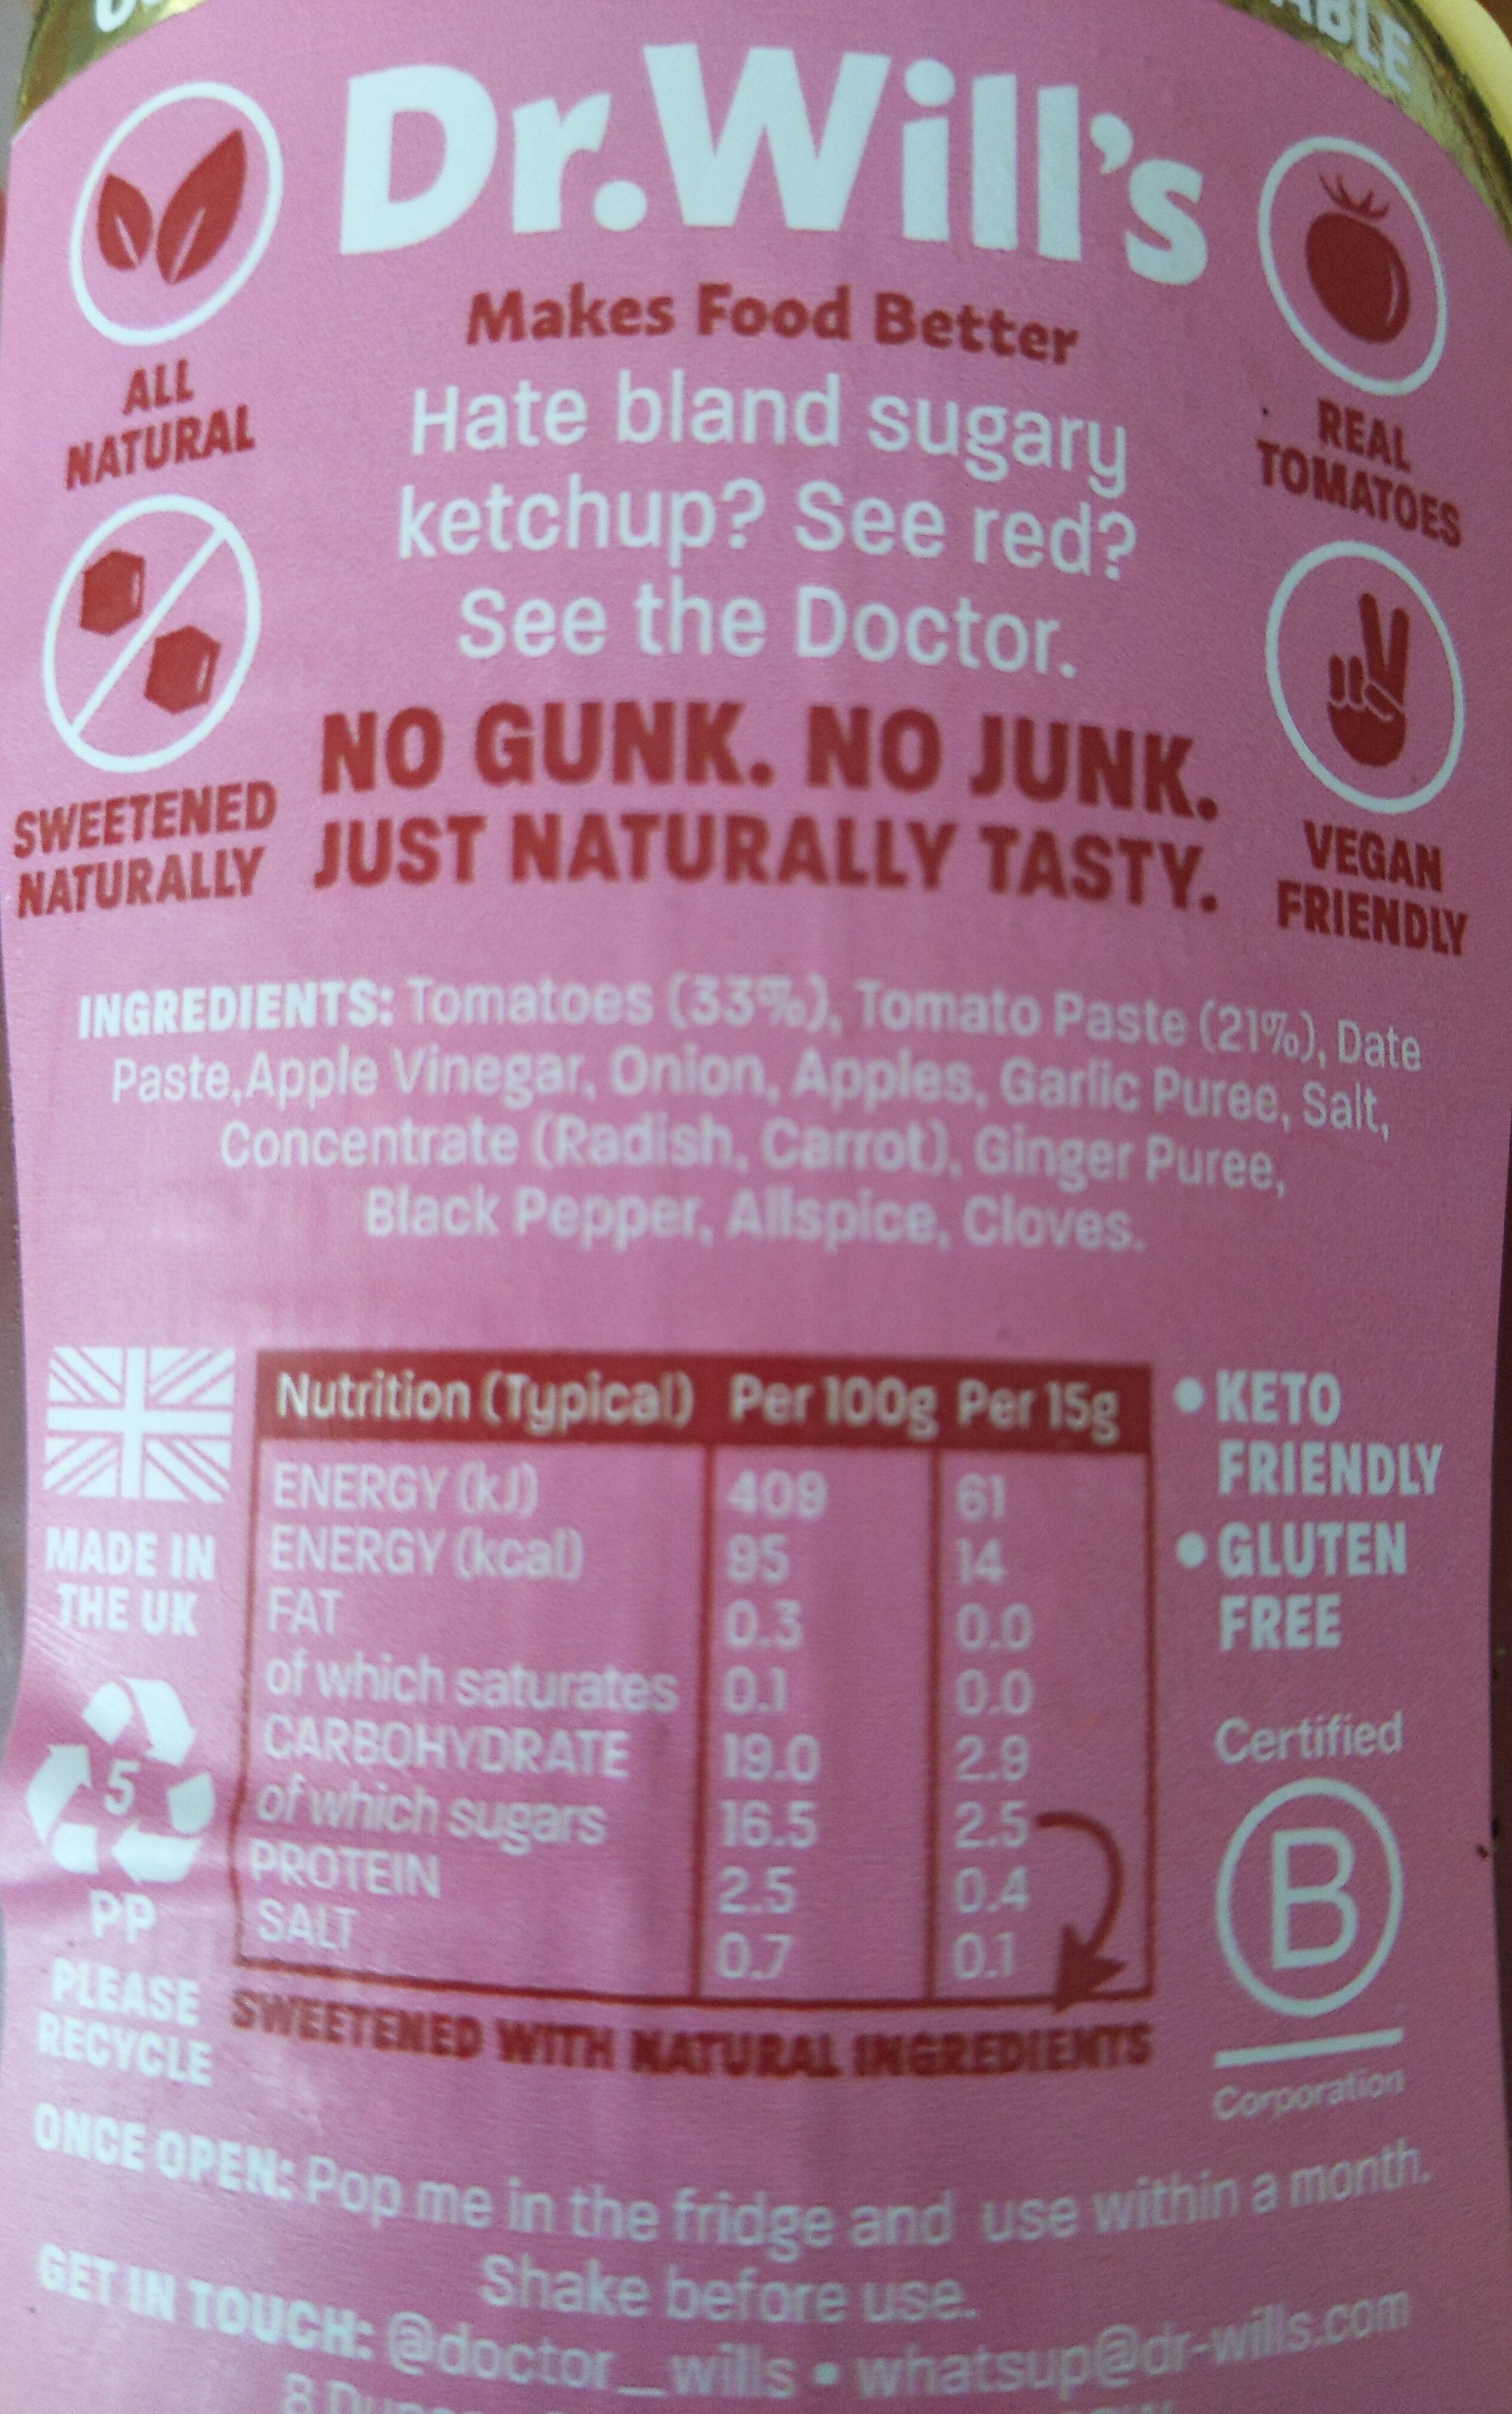 ABLE
Dr.Will's
Makes Food Better
ALL
NATURAL
REAL
TOMATOES
Hate bland sugary
ketchup? See red?
See the Doctor.
SWEETENED
NATURALLY
VEGAN
FRIENDLY
NO GUNK. NO JUNK.
JUST NATURALLY TASTY.
INGREDIENTS: Tomatoes (33%), Tomato Paste (21%), Date
Paste,Apple Vinegar, Onion, Apples, Garlic Puree, Salt,
Concentrate (Radish, Carrot), Ginger Puree,
Black Pepper, Allspice, Cloves.
MADE IN
THE UK
5
PP
PLEASE
RECYCLE
Nutrition (Typical) Per 100g Per 15g
ENERGY (kJ) 409 61
ENERGY (kcal) 95 14
FAT 0.3 0.0
of which saturates 0.1 0.0
CARBOHYDRATE 19.0 2.9
of which sugars 16.5 2.5
PROTEIN 2.5 0.4
SALT 0.7 0.1
SWEETENED WITH NATURAL INGREDIENTS
• KETO
FRIENDLY
• GLUTEN
FREE
Certified
B
Corporation
ONCE OPEN: Pop me in the fridge and use within a month.
Shake before use.
GET IN TOUCH: @doctor_wills • whatsup@dr-wills.com
8